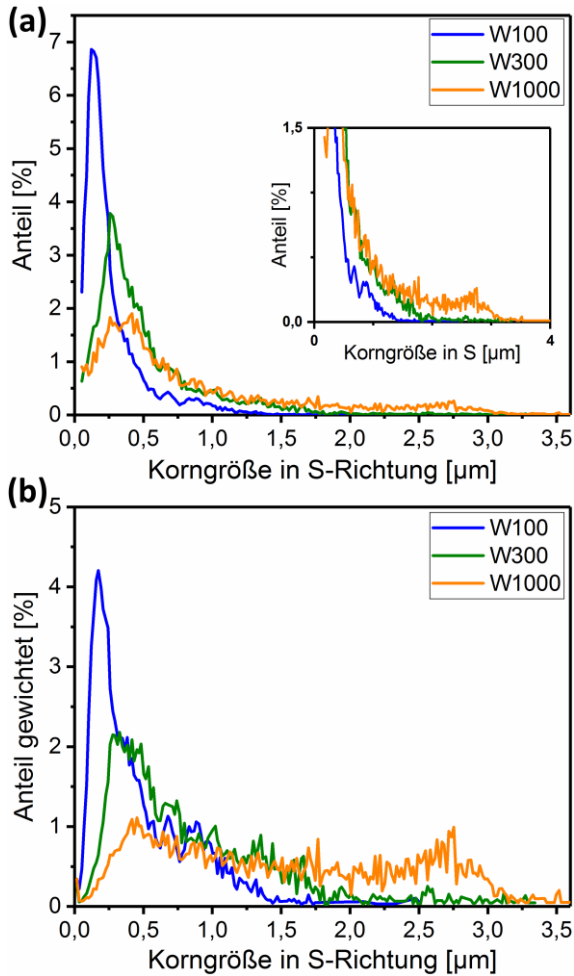 (a)
7
6
5
4
3
2
1
0
Anteil [%]
W100
W300
W1000
1,5
0,0
Anteil [%]
0 2 4
Korngröße in S [µm]
0,0 0,5 1,0 1,5 2,0 2,5 3,0 3,5
Korngröße in S-Richtung [µm]
(b)
5
4
3
2
1
0
Anteil gewichtet [%]
W100
W300
W1000
0,0 0,5 1,0 1,5 2,0 2,5 3,0 3,5
Korngröße in S-Richtung [µm]